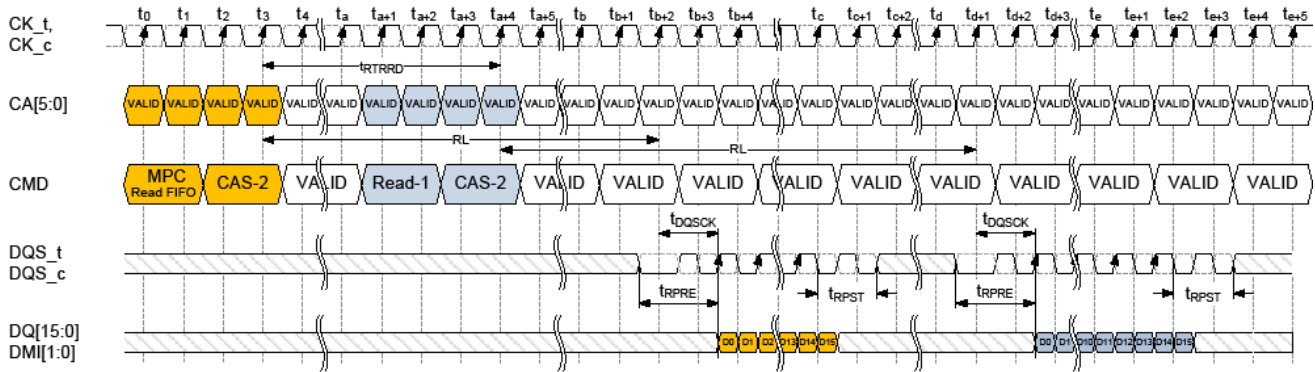 t0 t1 t2 t3 t4 ta ta+1 ta+2 ta+3 ta+4 ta+5 tb tb+1 tb+2 tb+3 tb+4 tc tc+1 tc+2 td td+1 td+2 td+3 te te+1 te+2 te+3 te+4 te+5
CK_t,
CK_c
tRTRRD
CA[5:0] VALID VALID VALID VALID VALID VALID VALID VALID VALID VALID VALID VALID VALID VALID VALID VALID VALID VALID VALID VALID VALID VALID VALID VALID VALID VALID VALID VALID VALID
RL
RL
CMD MPC Read FIFO CAS-2 VALID Read-1 CAS-2 VALID VALID VALID VALID VALID VALID VALID VALID VALID
tDQSCK tDQSCK
DQS_t
DQS_c
tRPRE tRPST tRPRE tRPST
DQ[15:0] D0 D1 D2 D13 D14 D15 D0 D1 D10 D11 D12 D13 D14 D15
DMI[1:0]